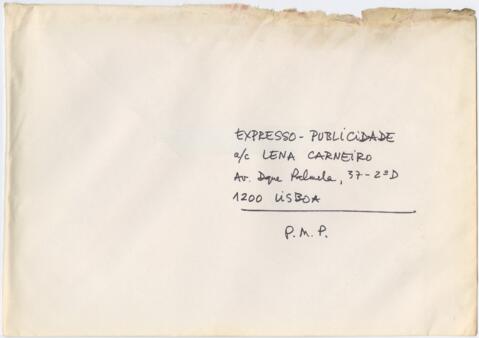 EXPRESSO - PUBLICIDADE
a/c LENA CARNEIRO
Av. Duque Palmela, 37-2ºD
1200 LISBOA
P.M.P.